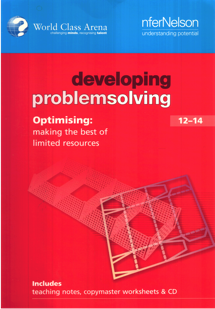 World Class Arena
challenging minds, recognising talent
nferNelson
understanding potential
developing
problemsolving
Optimising:
making the best of
limited resources
12–14
Includes
teaching notes, copymaster worksheets & CD